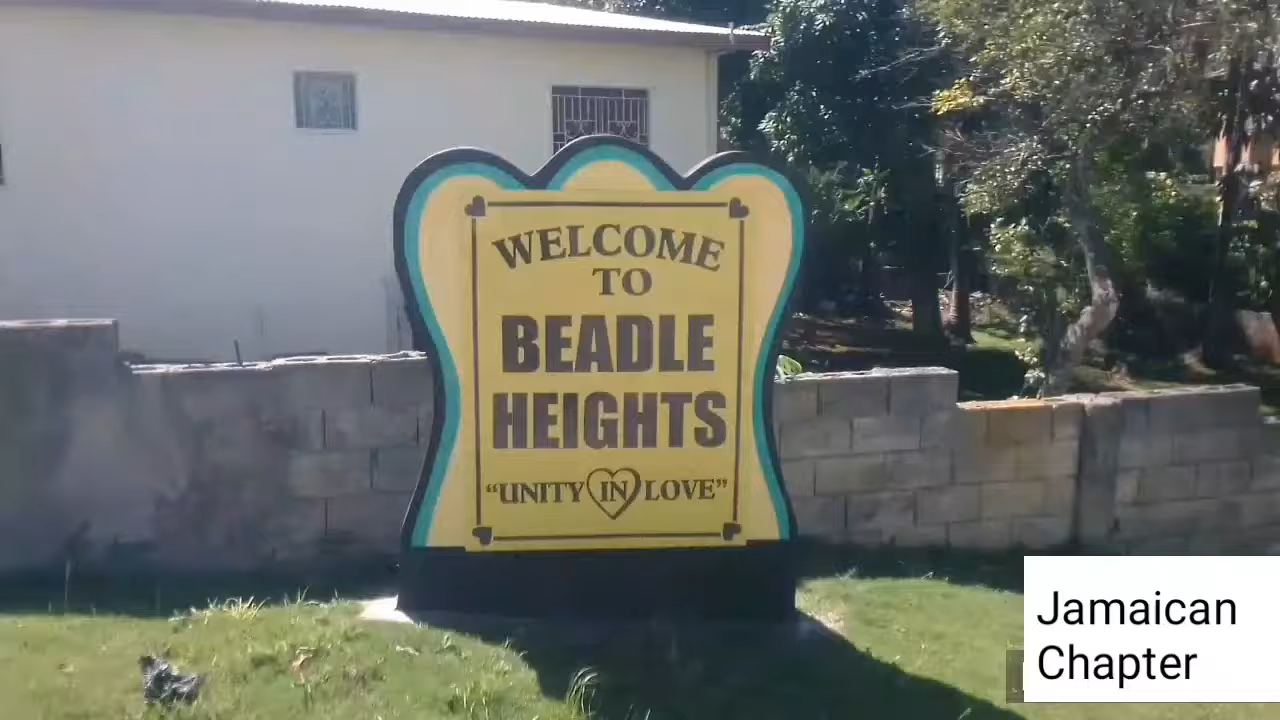 WELCOME
TO
BEADLE
HEIGHTS
“UNITY IN LOVE”
Jamaican
Chapter